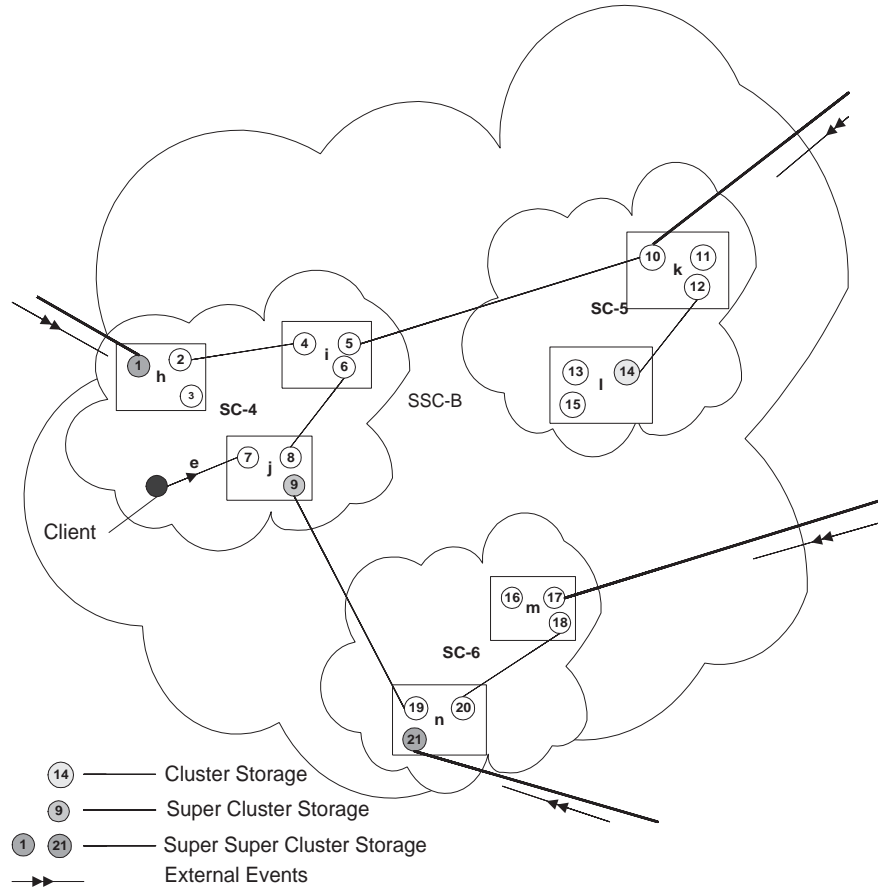 10
11
k
12
SC-5
4
5
i
6
2
1
h
3
13
14
l
15
SC-4
SSC-B
e
7
j
8
9
Client
16
17
m
18
SC-6
19
20
n
21
14 Cluster Storage
9 Super Cluster Storage
1 21 Super Super Cluster Storage
External Events